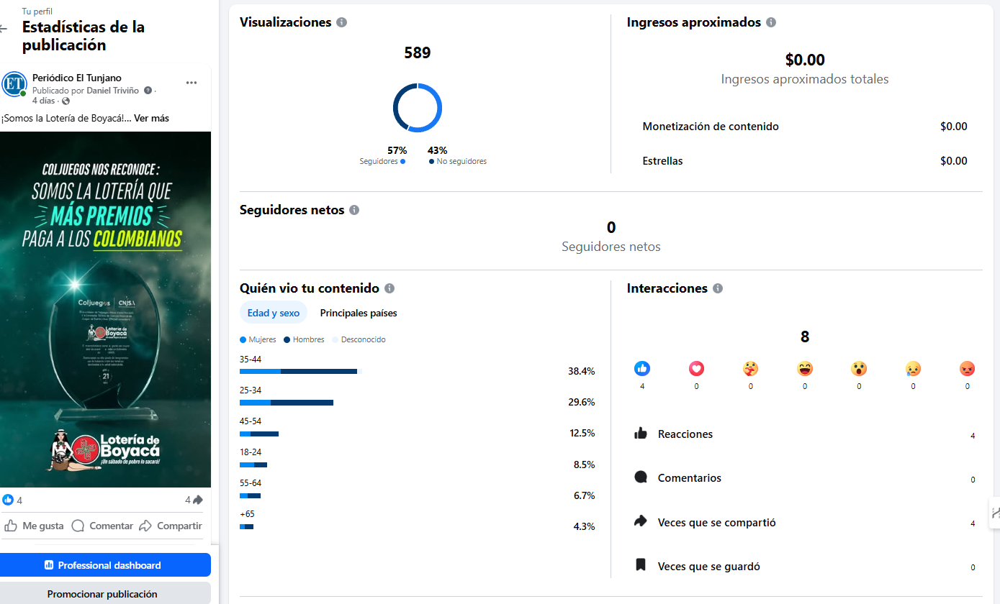 Tu perfil
Estadísticas de la
publicación
ET
Periódico El Tunjano
Publicado por Daniel Triviño ·
4 días ·
¡Somos la Lotería de Boyacá!... Ver más
COLJUEGOS NOS RECONOCE:
SOMOS LA LOTERÍA QUE
MÁS PREMIOS
PAGA A LOS COLOMBIANOS
Coljuegos | CNJSA
Lotería de
Boyacá
21
Lotería de
Boyacá
¡Un sábado de pobre lo sacará!
4
4
Me gusta
Comentar
Compartir
Professional dashboard
Promocionar publicación
Visualizaciones
589
57%
Seguidores
43%
No seguidores
Ingresos aproximados
$0.00
Ingresos aproximados totales
Monetización de contenido $0.00
Estrellas $0.00
Seguidores netos
0
Seguidores netos
Quién vio tu contenido
Edad y sexo
Principales países
Mujeres Hombres Desconocido
35-44
38.4%
25-34
29.6%
45-54
12.5%
18-24
8.5%
55-64
6.7%
+65
4.3%
Interacciones
8
4 0 0 0 0 0 0
Reacciones 4
Comentarios 0
Veces que se compartió 4
Veces que se guardó 0